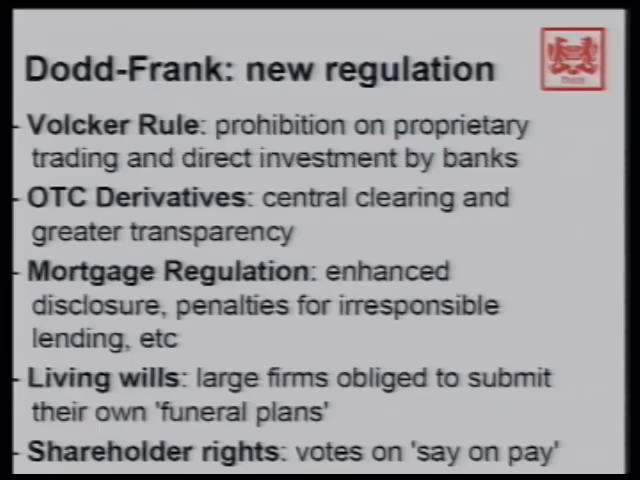 Dodd-Frank: new regulation
- Volcker Rule: prohibition on proprietary
trading and direct investment by banks
- OTC Derivatives: central clearing and
greater transparency
- Mortgage Regulation: enhanced
disclosure, penalties for irresponsible
lending, etc
- Living wills: large firms obliged to submit
their own 'funeral plans'
- Shareholder rights: votes on 'say on pay'